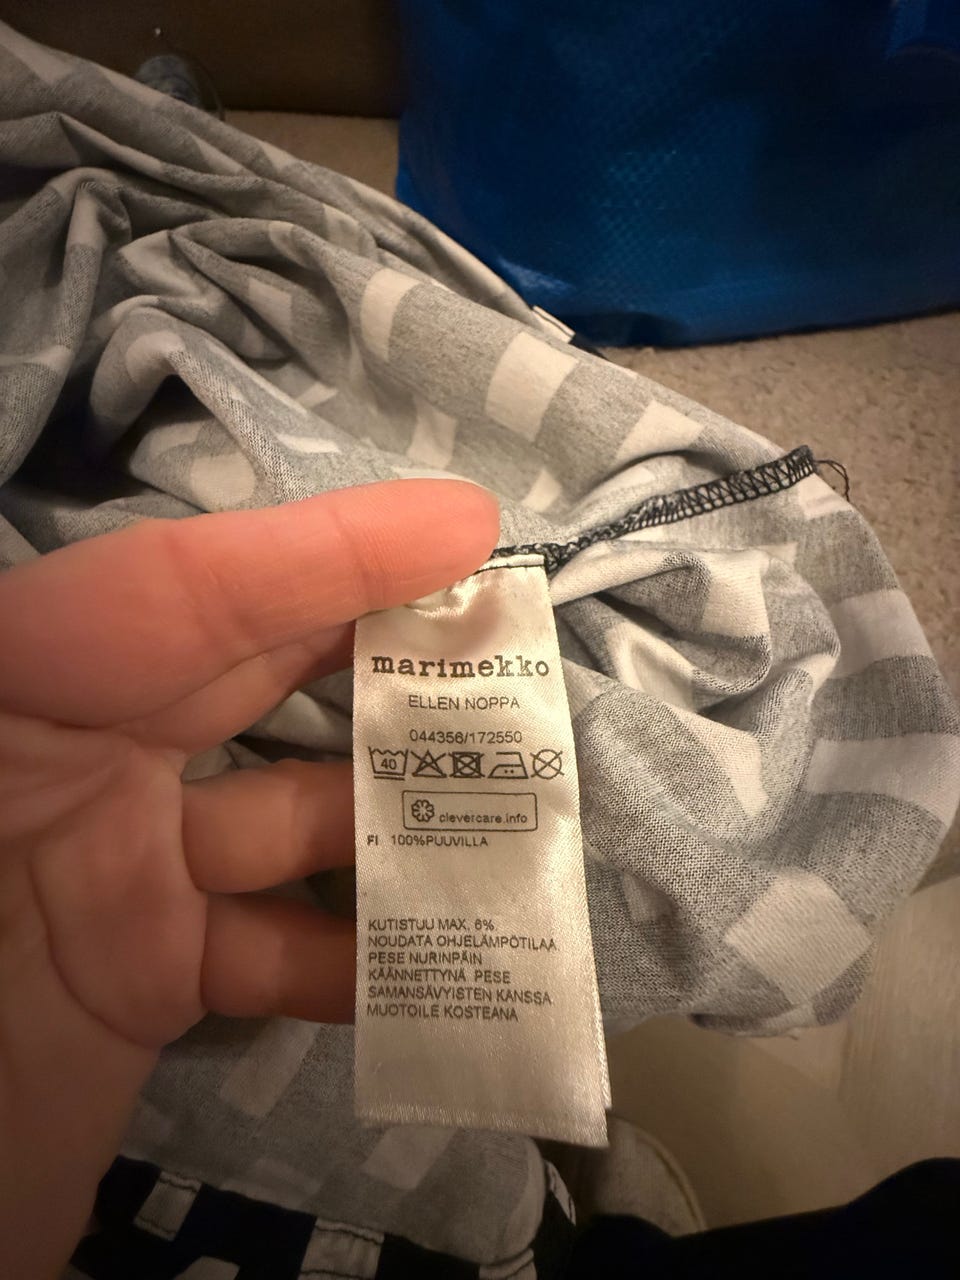 marimekko
ELLEN NOPPA
044356/172550
40
clevercare.info
FI 100%PUUVILLA
KUTISTUU MAX. 6%
NOUDATA OHJELÄMPÖTILAA
PESE NURINPÄIN
KÄÄNNETTYNÄ PESE
SAMANSÄVYISTEN KANSSA
MUOTOILE KOSTEANA